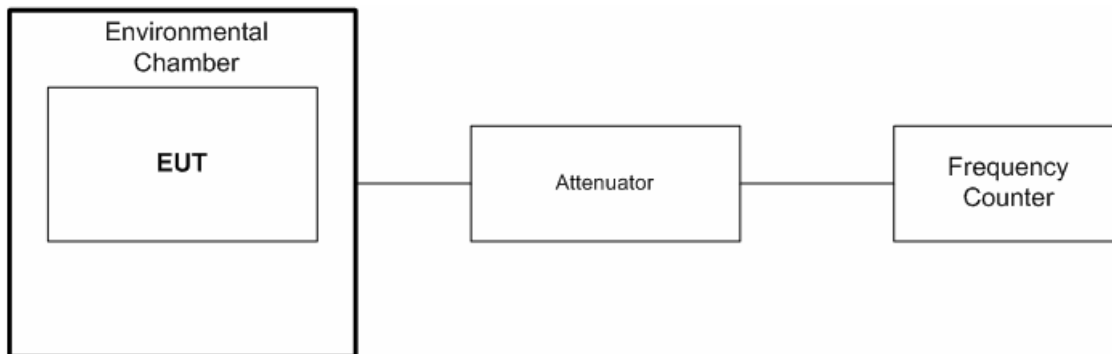 Environmental
Chamber
EUT
Attenuator
Frequency
Counter